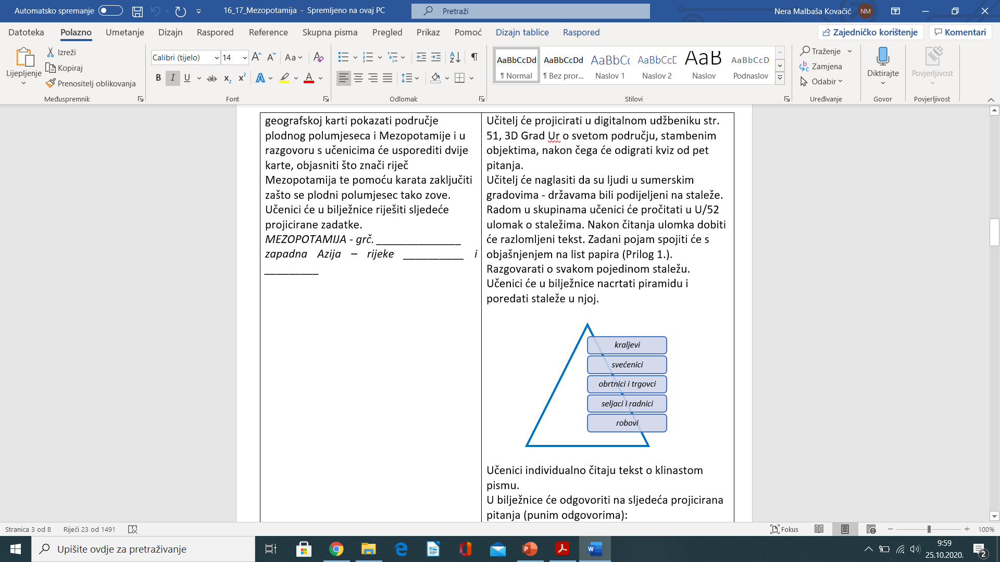 Automatsko spremanje
16_17_Mezopotamija - Spremljeno na ovaj PC
Pretraži
Nera Malbaša Kovačić
NM
Datoteka Polazno Umetanje Dizajn Raspored Reference Skupna pisma Pregled Prikaz Pomoć Dizajn tablice Raspored
Zajedničko korištenje
Komentari
Lijepljenje
Izreži
Kopiraj
Prenositelj oblikovanja
Međuspremnik
Calibri (tijelo) 14
Font
Odlomak
AaBbCcDd AaBbCcDd AaBbCc AaBbCcC AaB AaBbCcD
¶ Normal ¶ Bez pror... Naslov 1 Naslov 2 Naslov Podnaslov
Stilovi
Traženje
Zamjena
Odabir
Uređivanje
Diktirajte
Govor
Povjerljivost
Povjerljivost
geografskoj karti pokazati područje
plodnog polumjeseca i Mezopotamije i u
razgovoru s učenicima će usporediti dvije
karte, objasniti što znači riječ
Mezopotamija te pomoću karata zaključiti
zašto se plodni polumjesec tako zove.
Učenici će u bilježnice riješiti sljedeće
projicirane zadatke.
MEZOPOTAMIJA - grč. ______________
zapadna Azija – rijeke __________ i
_________
Učitelj će projicirati u digitalnom udžbeniku str.
51, 3D Grad Ur o svetom području, stambenim
objektima, nakon čega će odigrati kviz od pet
pitanja.
Učitelj će naglasiti da su ljudi u sumerskim
gradovima - državama bili podijeljeni na staleže.
Radom u skupinama učenici će pročitati u U/52
ulomak o staležima. Nakon čitanja ulomka dobiti
će razlomljeni tekst. Zadani pojam spojiti će s
objašnjenjem na list papira (Prilog 1.).
Razgovarati o svakom pojedinom staležu.
Učenici će u bilježnice nacrtati piramidu i
poredati staleže u njoj.
kraljevi
svećenici
obrtnici i trgovci
seljaci i radnici
robovi
Učenici individualno čitaju tekst o klinastom
pismu.
U bilježnice će odgovoriti na sljedeća projicirana
pitanja (punim odgovorima):
Stranica 3 od 8
Riječi 23 od 1491
Fokus
100%
Upišite ovdje za pretraživanje
9:59
25.10.2020.
2